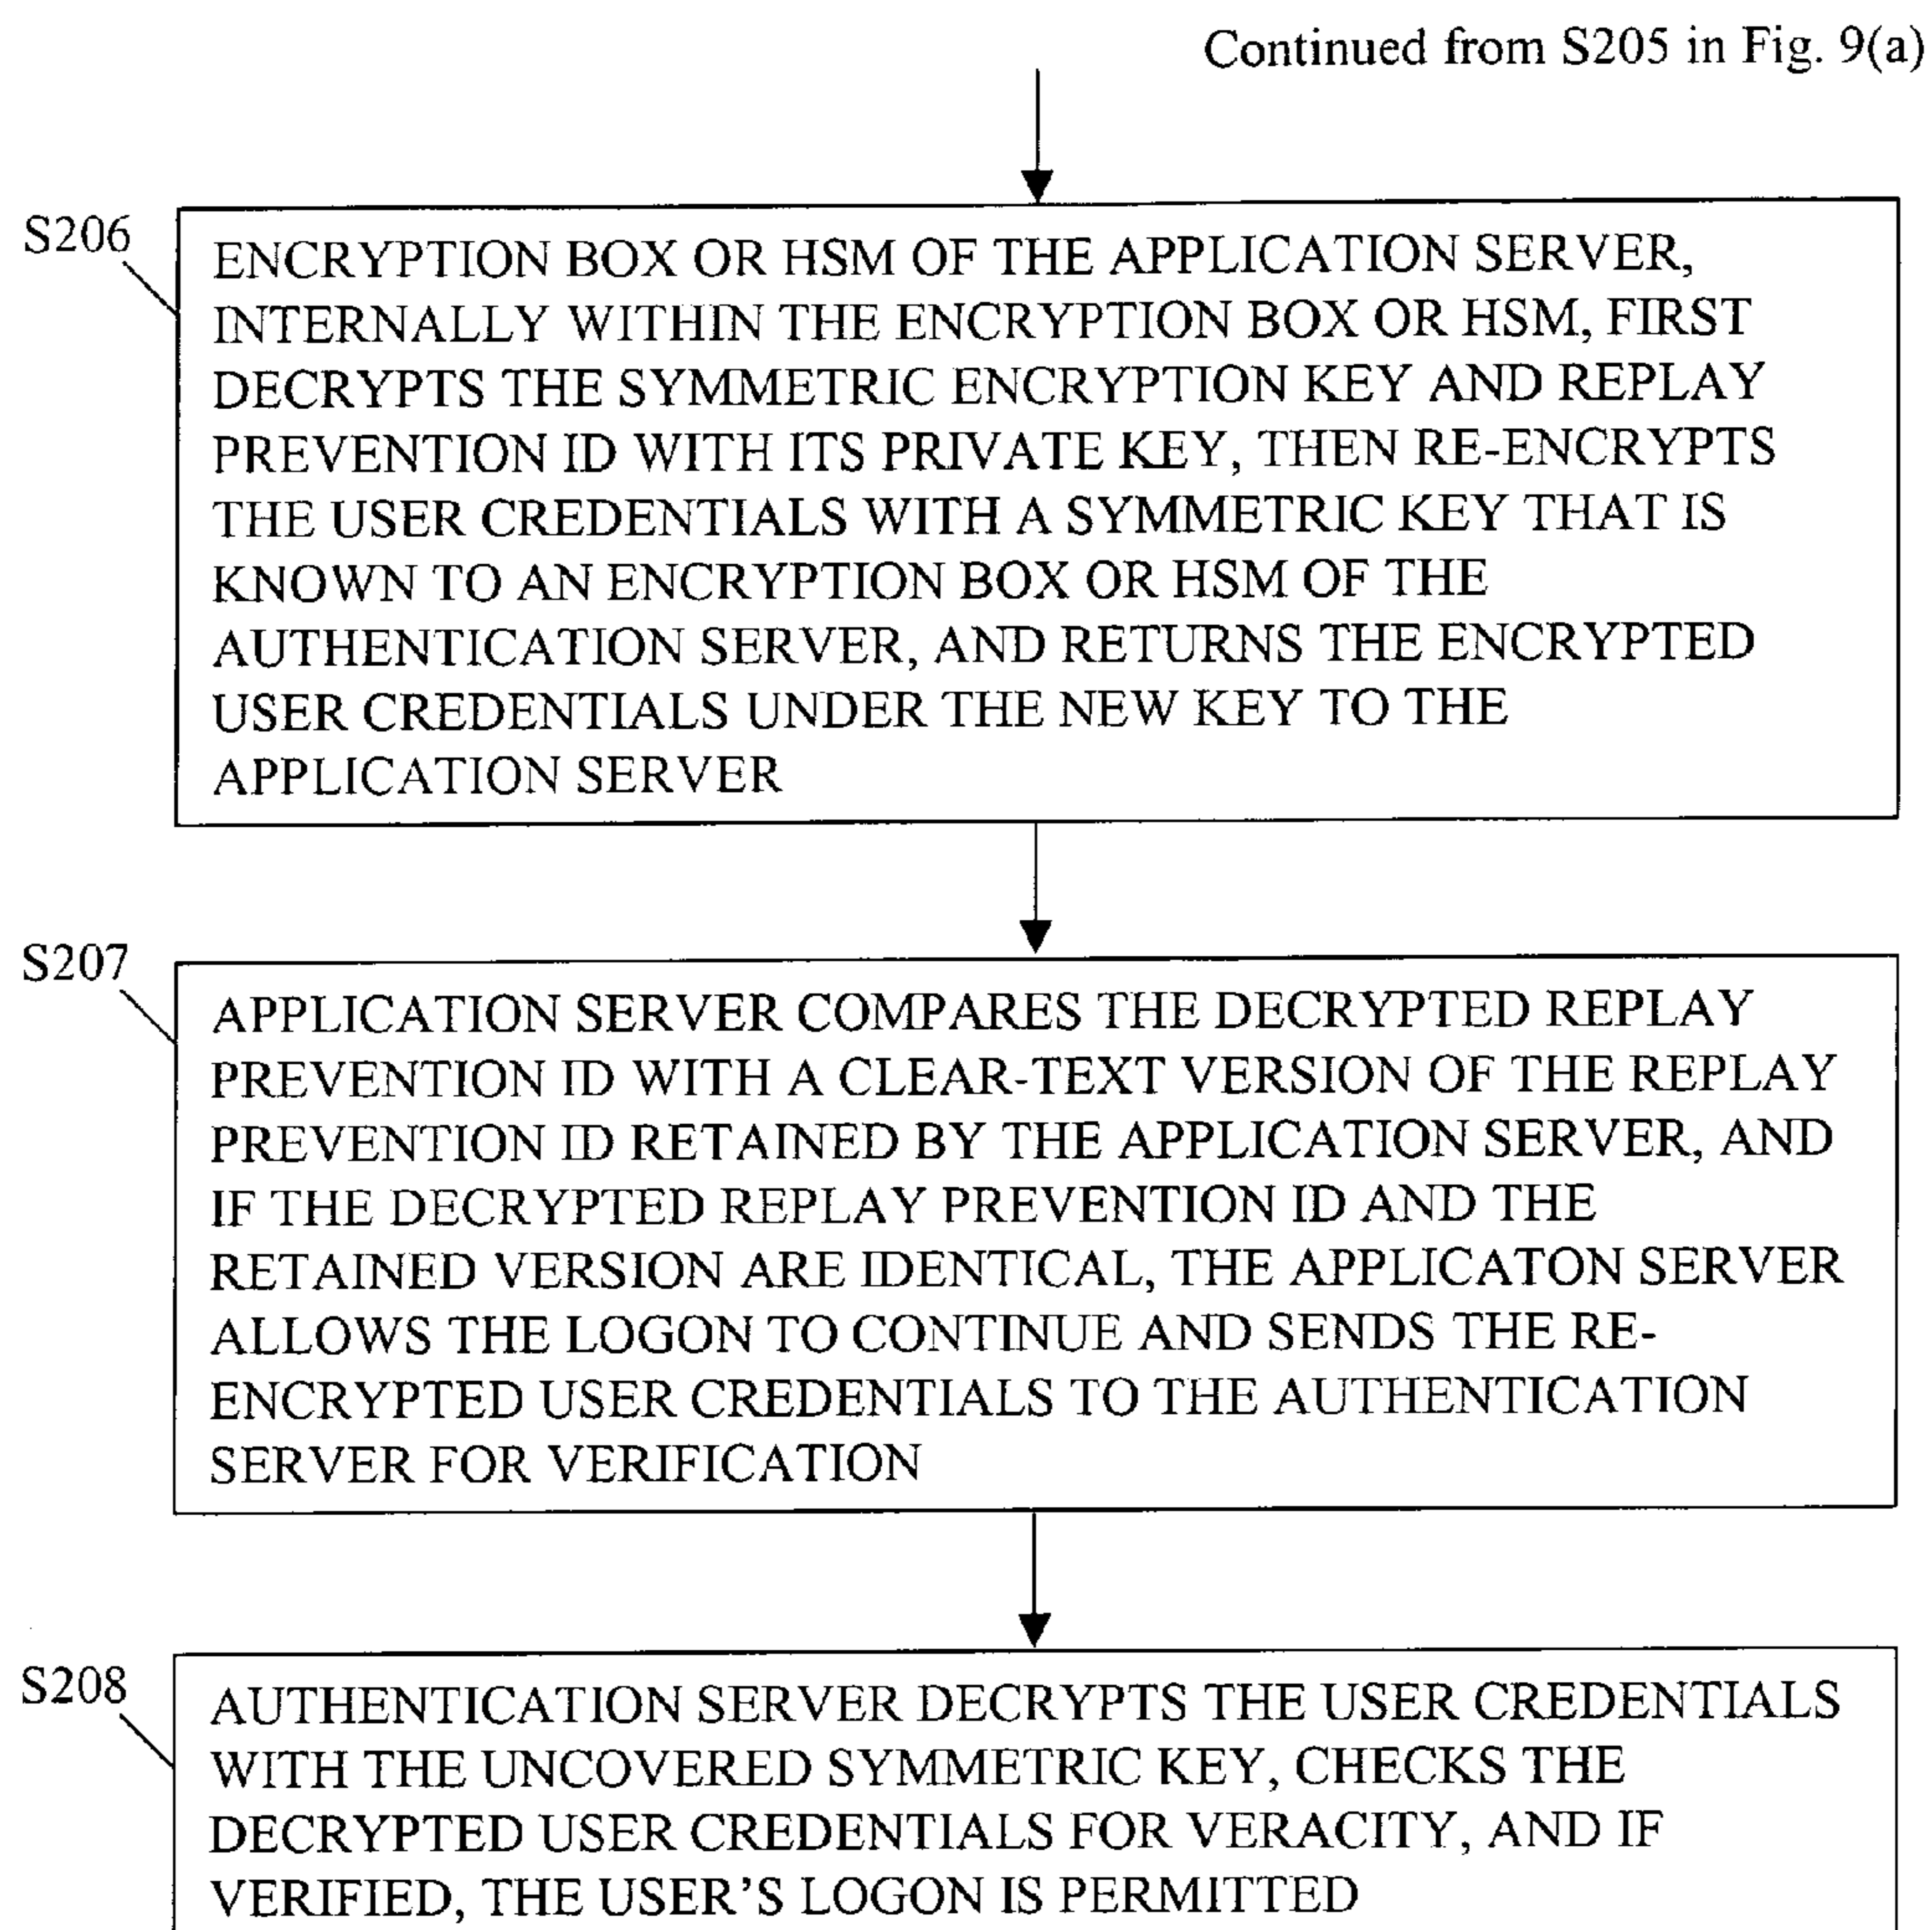 Continued from S205 in Fig. 9(a)
S206
ENCRYPTION BOX OR HSM OF THE APPLICATION SERVER,
INTERNALLY WITHIN THE ENCRYPTION BOX OR HSM, FIRST
DECRYPTS THE SYMMETRIC ENCRYPTION KEY AND REPLAY
PREVENTION ID WITH ITS PRIVATE KEY, THEN RE-ENCRYPTS
THE USER CREDENTIALS WITH A SYMMETRIC KEY THAT IS
KNOWN TO AN ENCRYPTION BOX OR HSM OF THE
AUTHENTICATION SERVER, AND RETURNS THE ENCRYPTED
USER CREDENTIALS UNDER THE NEW KEY TO THE
APPLICATION SERVER
S207
APPLICATION SERVER COMPARES THE DECRYPTED REPLAY
PREVENTION ID WITH A CLEAR-TEXT VERSION OF THE REPLAY
PREVENTION ID RETAINED BY THE APPLICATION SERVER, AND
IF THE DECRYPTED REPLAY PREVENTION ID AND THE
RETAINED VERSION ARE IDENTICAL, THE APPLICATON SERVER
ALLOWS THE LOGON TO CONTINUE AND SENDS THE RE-
ENCRYPTED USER CREDENTIALS TO THE AUTHENTICATION
SERVER FOR VERIFICATION
S208
AUTHENTICATION SERVER DECRYPTS THE USER CREDENTIALS
WITH THE UNCOVERED SYMMETRIC KEY, CHECKS THE
DECRYPTED USER CREDENTIALS FOR VERACITY, AND IF
VERIFIED, THE USER'S LOGON IS PERMITTED